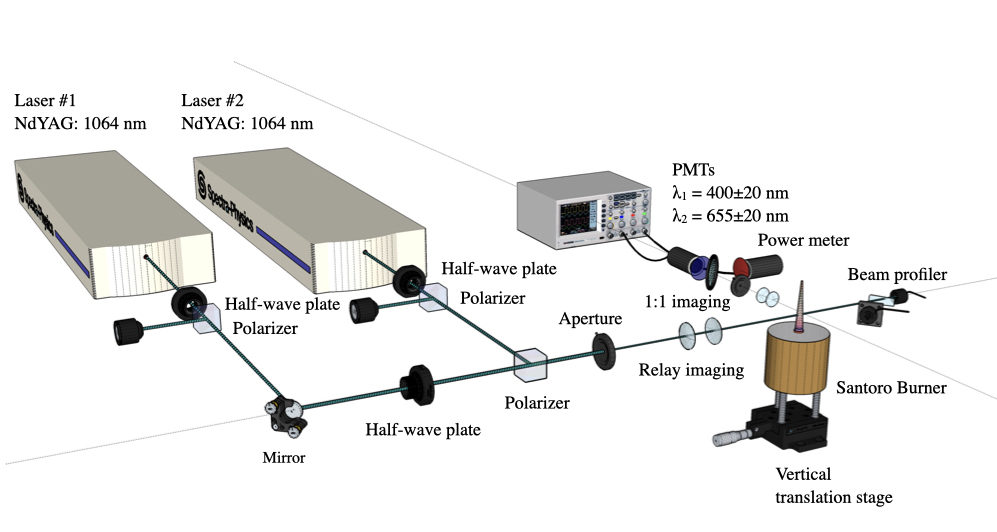 Laser #1
NdYAG: 1064 nm
Laser #2
NdYAG: 1064 nm
Spectra-Physics
Spectra-Physics
PMTs
λ₁ = 400±20 nm
λ₂ = 655±20 nm
Power meter
Half-wave plate
Polarizer
Half-wave plate
Polarizer
1:1 imaging
Beam profiler
Aperture
Relay imaging
Santoro Burner
Polarizer
Half-wave plate
Mirror
Vertical
translation stage